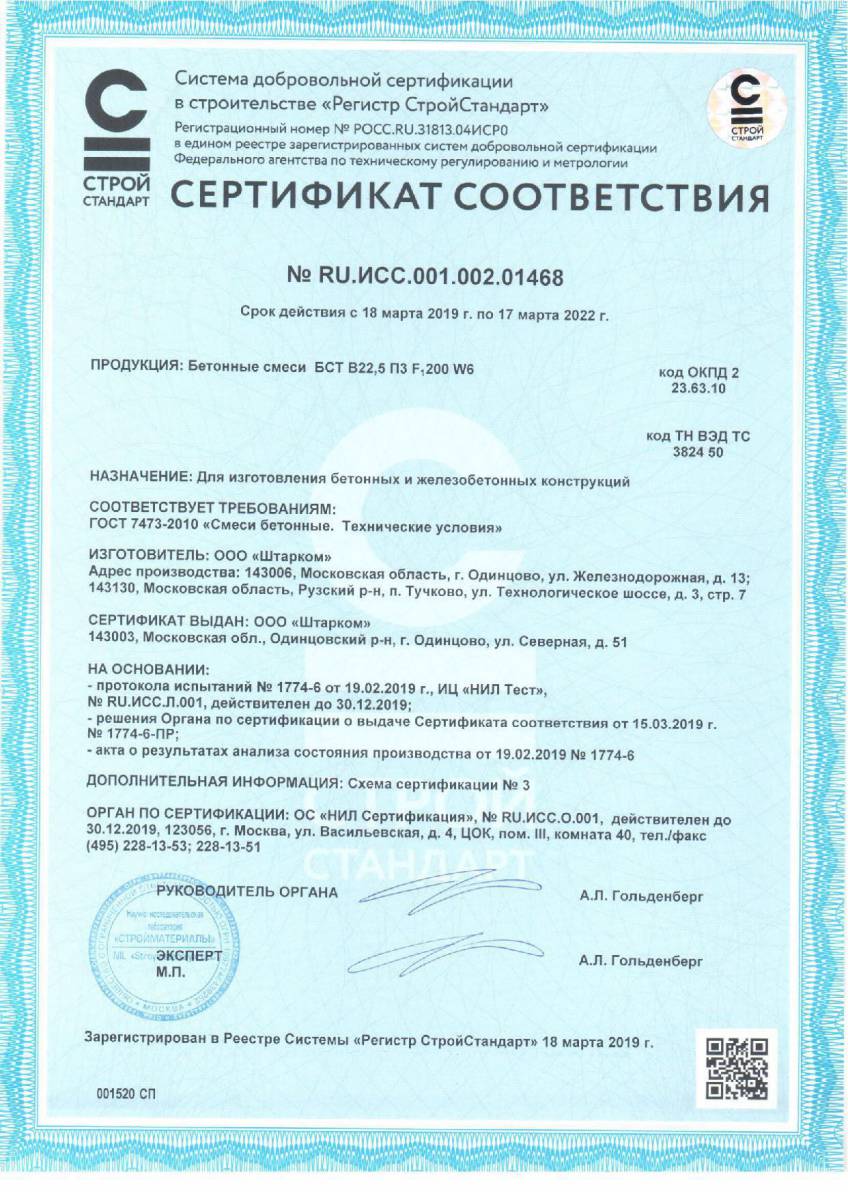 С
СТРОЙ
СТАНДАРТ
Система добровольной сертификации
в строительстве «Регистр СтройСтандарт»
Регистрационный номер № РОСС.RU.31813.04ИСР0
в едином реестре зарегистрированных систем добровольной сертификации
Федерального агентства по техническому регулированию и метрологии
С
СТРОЙ
СТАНДАРТ
СЕРТИФИКАТ СООТВЕТСТВИЯ
№ RU.ИСС.001.002.01468
Срок действия с 18 марта 2019 г. по 17 марта 2022 г.
ПРОДУКЦИЯ: Бетонные смеси БСТ В22,5 П3 F₁200 W6
код ОКПД 2
23.63.10
код ТН ВЭД ТС
3824 50
НАЗНАЧЕНИЕ: Для изготовления бетонных и железобетонных конструкций
СООТВЕТСТВУЕТ ТРЕБОВАНИЯМ:
ГОСТ 7473-2010 «Смеси бетонные. Технические условия»
ИЗГОТОВИТЕЛЬ: ООО «Штарком»
Адрес производства: 143006, Московская область, г. Одинцово, ул. Железнодорожная, д. 13;
143130, Московская область, Рузский р-н, п. Тучково, ул. Технологическое шоссе, д. 3, стр. 7
СЕРТИФИКАТ ВЫДАН: ООО «Штарком»
143003, Московская обл., Одинцовский р-н, г. Одинцово, ул. Северная, д. 51
НА ОСНОВАНИИ:
- протокола испытаний № 1774-6 от 19.02.2019 г., ИЦ «НИЛ Тест»,
№ RU.ИСС.Л.001, действителен до 30.12.2019;
- решения Органа по сертификации о выдаче Сертификата соответствия от 15.03.2019 г.
№ 1774-6-ПР;
- акта о результатах анализа состояния производства от 19.02.2019 № 1774-6
ДОПОЛНИТЕЛЬНАЯ ИНФОРМАЦИЯ: Схема сертификации № 3
ОРГАН ПО СЕРТИФИКАЦИИ: ОС «НИЛ Сертификация», № RU.ИСС.О.001, действителен до
30.12.2019, 123056, г. Москва, ул. Васильевская, д. 4, ЦОК, пом. III, комната 40, тел./факс
(495) 228-13-53; 228-13-51
СТРОЙ
СТАНДАРТ
РУКОВОДИТЕЛЬ ОРГАНА
А.Л. Гольденберг
Научно-исследовательская
лаборатория
«СТРОЙМАТЕРИАЛЫ»
МОСКВА
ЭКСПЕРТ
А.Л. Гольденберг
М.П.
Зарегистрирован в Реестре Системы «Регистр СтройСтандарт» 18 марта 2019 г.
001520 СП